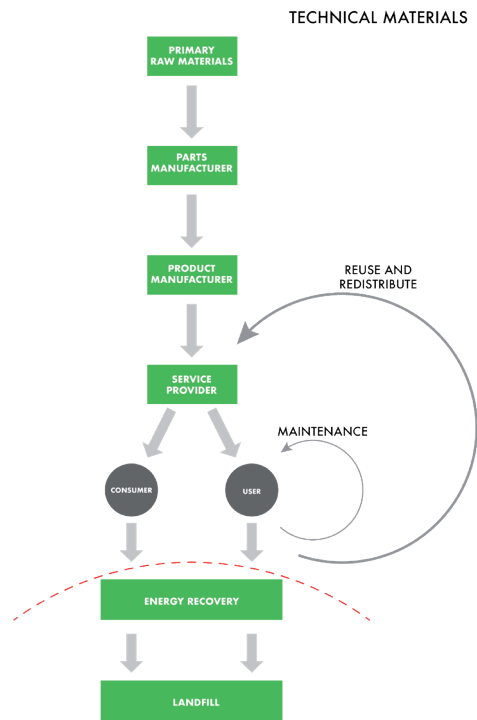 TECHNICAL MATERIALS
PRIMARY
RAW MATERIALS
PARTS
MANUFACTURER
PRODUCT
MANUFACTURER
REUSE AND
REDISTRIBUTE
SERVICE
PROVIDER
MAINTENANCE
CONSUMER
USER
ENERGY RECOVERY
LANDFILL